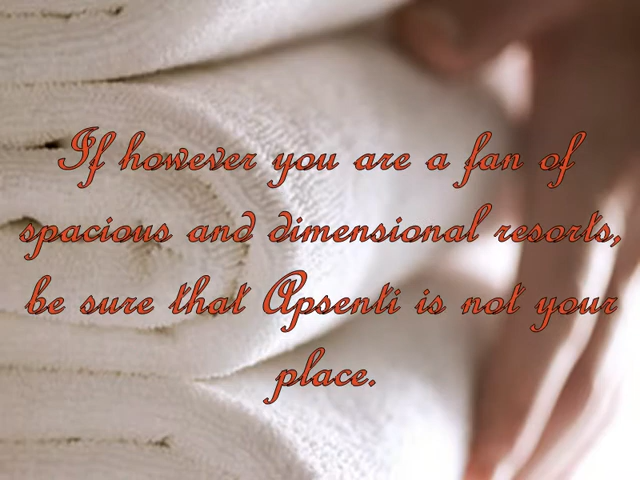 If however you are a fan of
spacious and dimensional resorts,
be sure that Apsenti is not your
place.